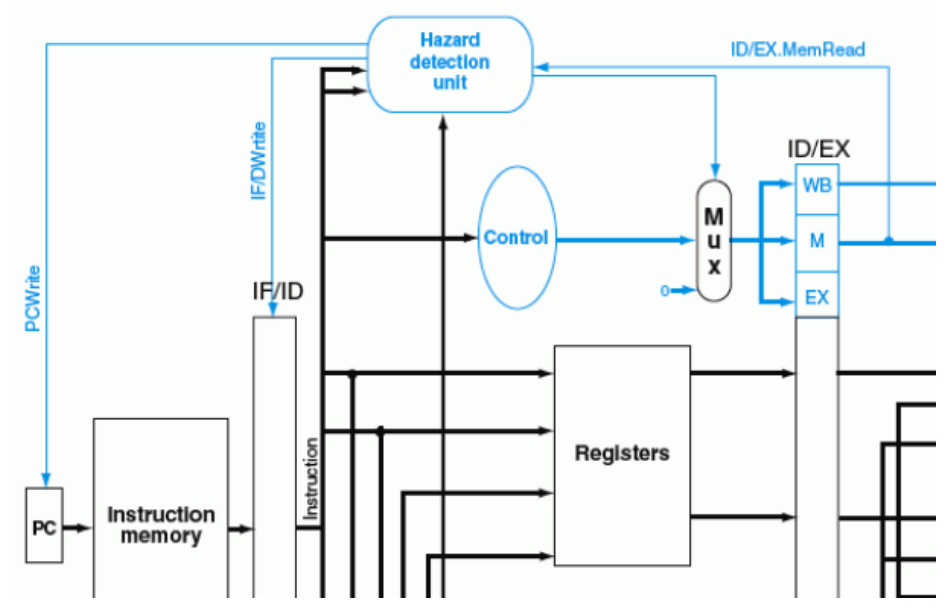 Hazard
detection
unit
ID/EX.MemRead
IF/DWrtite
ID/EX
WB
Control
M
u
x
M
0
EX
IF/ID
PCWrite
Instruction
Registers
PC
Instruction
memory